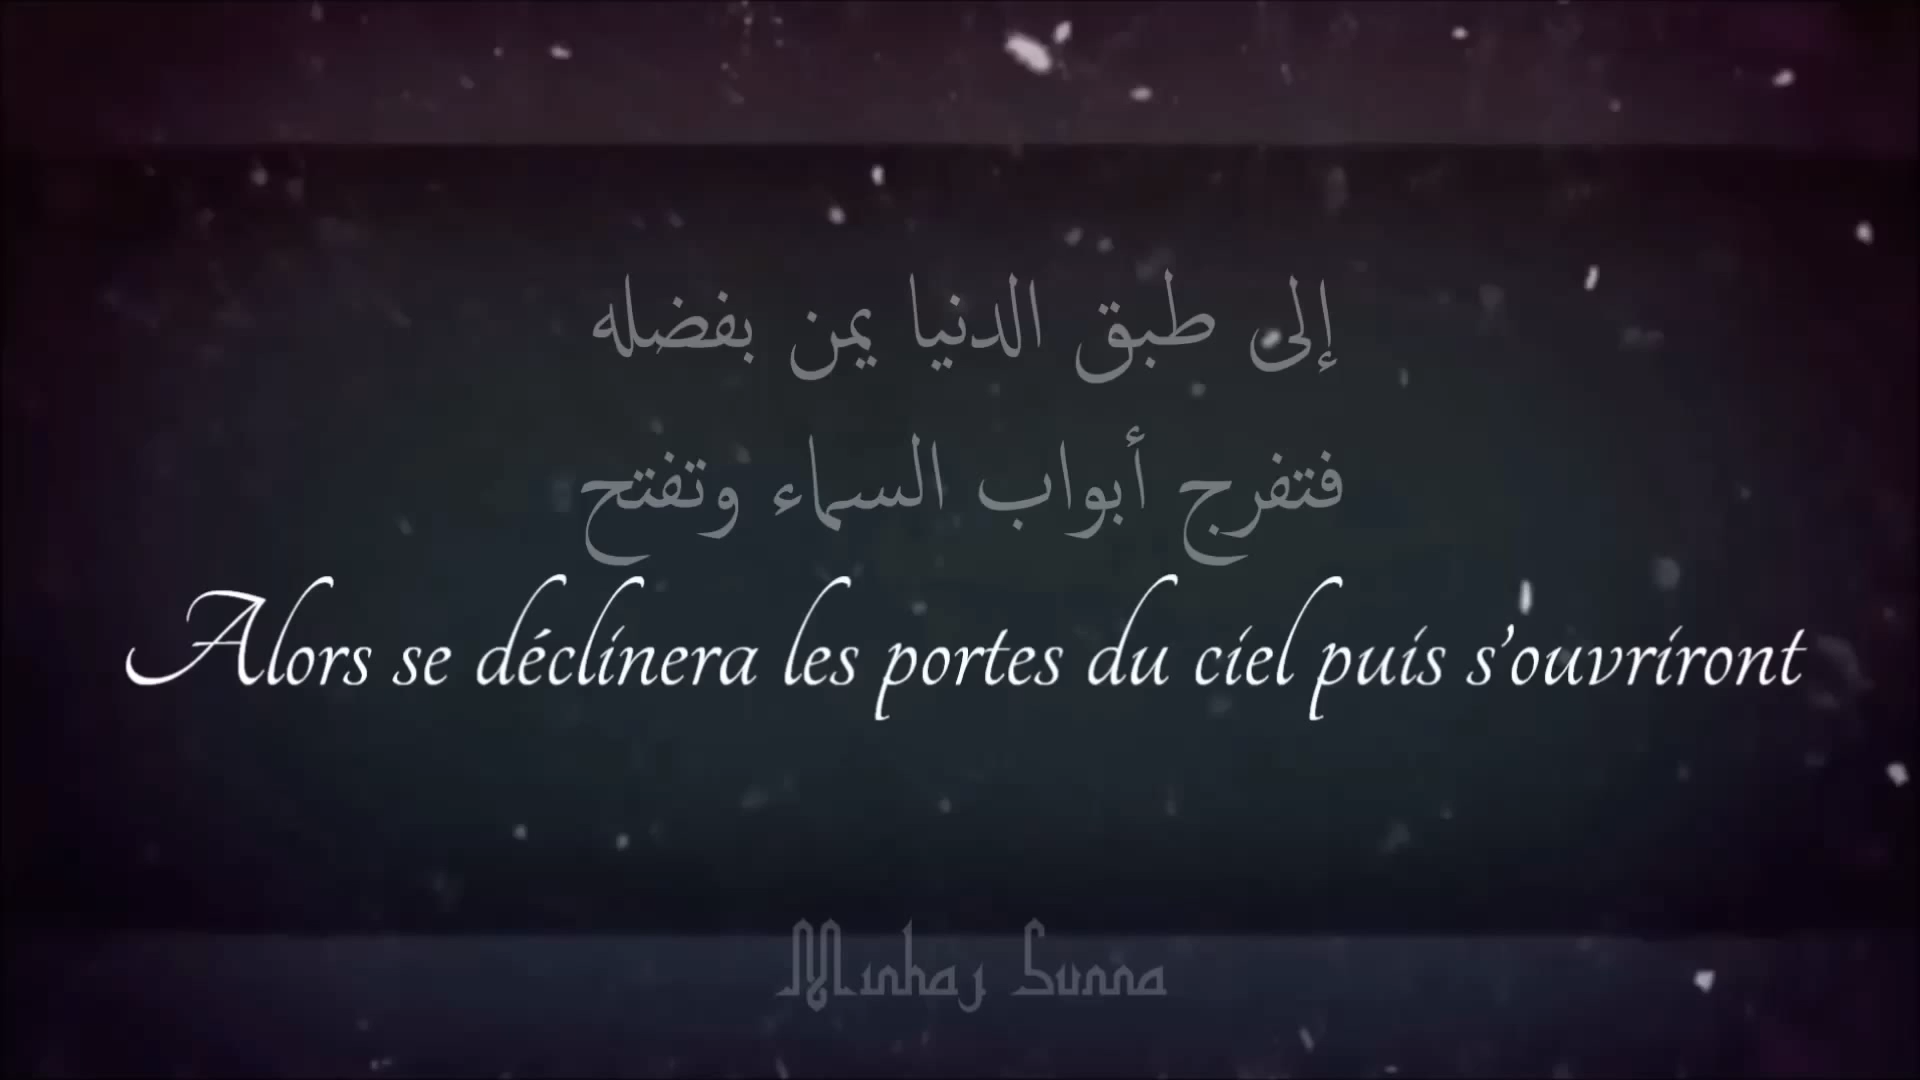 إلى طبق الدنيا يمن بفضله
فتفرج أبواب السماء وتفتح
Alors se déclinera les portes du ciel puis s'ouvriront
Minhaj Sunna